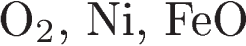 O₂, Ni, FeO